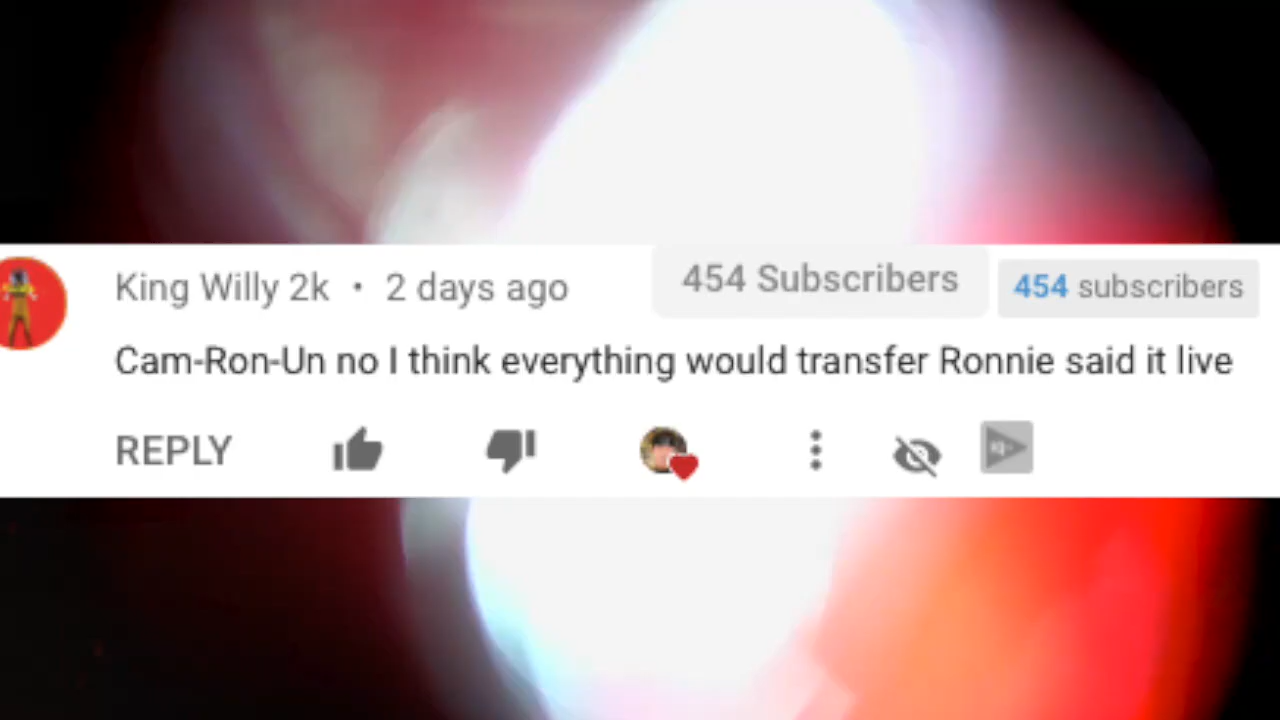 King Willy 2k • 2 days ago 454 Subscribers 454 subscribers
Cam-Ron-Un no I think everything would transfer Ronnie said it live
REPLY